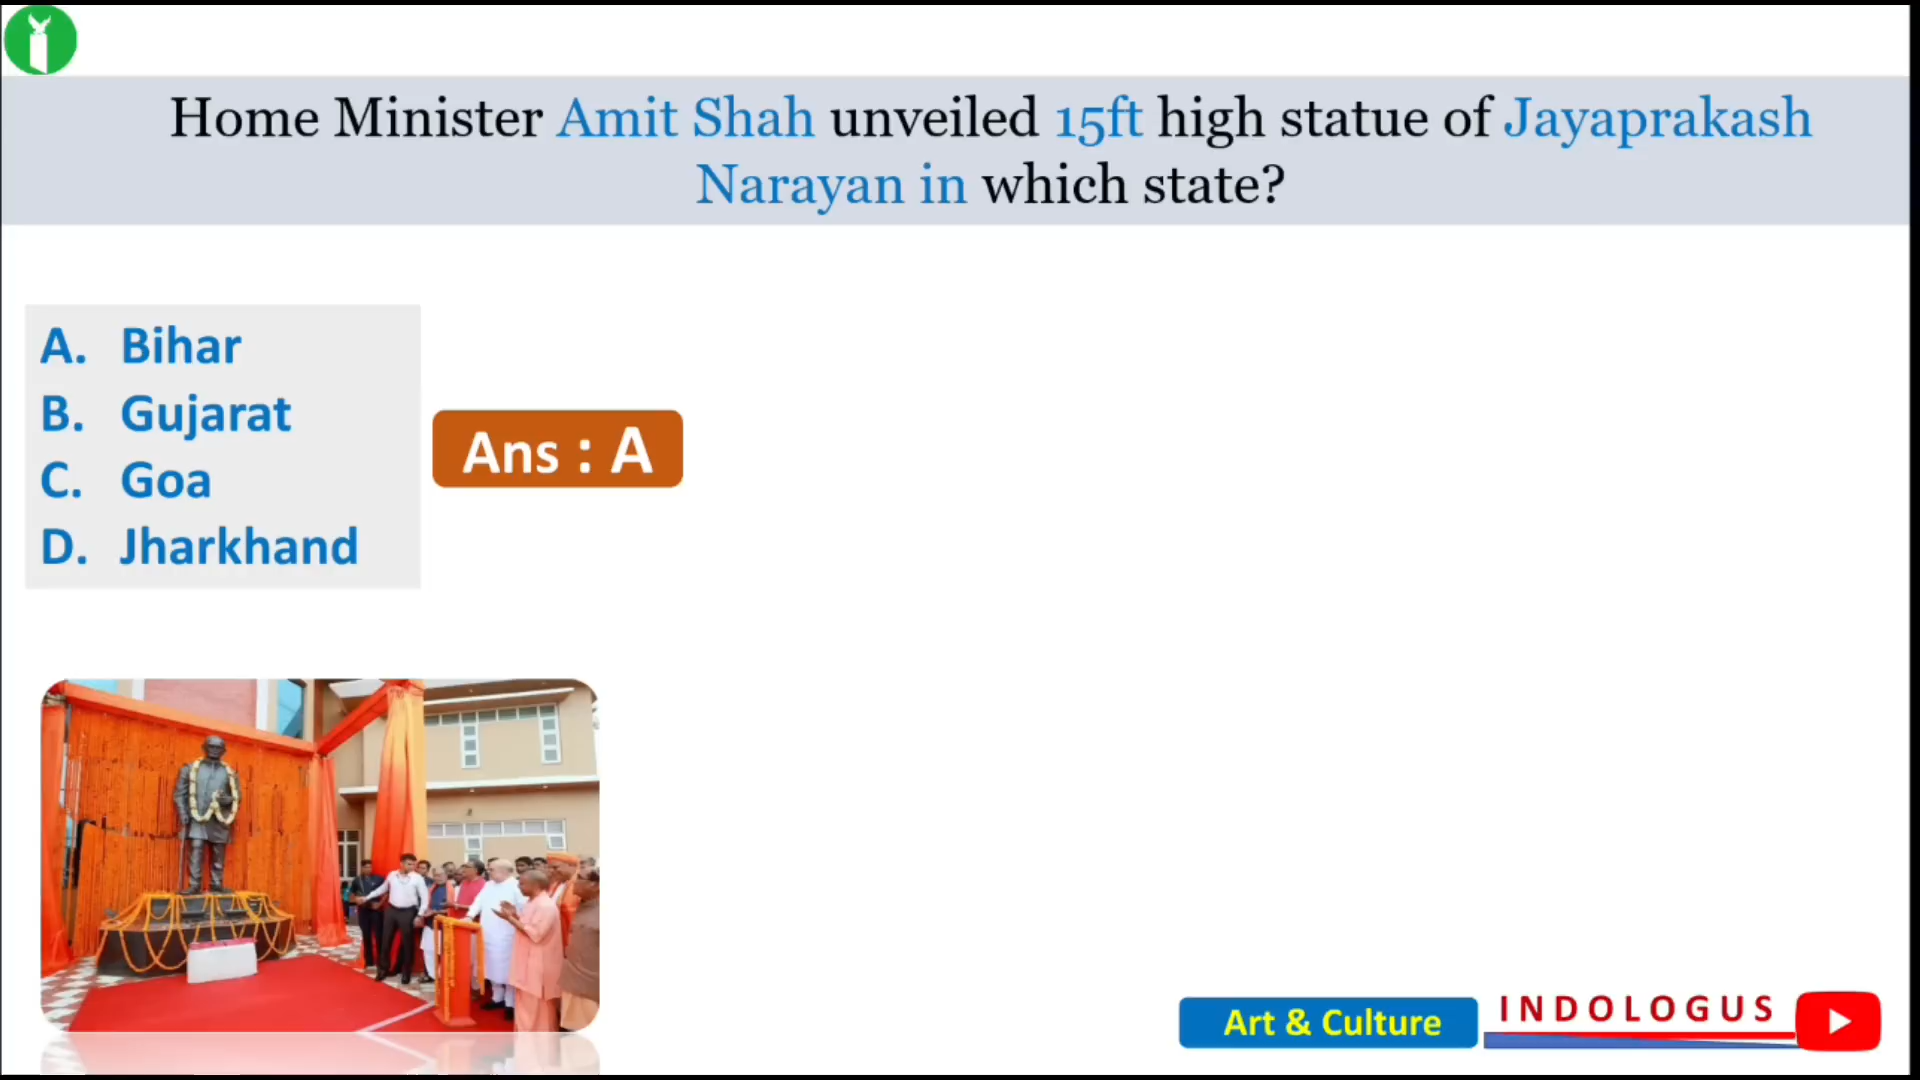 Home Minister Amit Shah unveiled 15ft high statue of Jayaprakash
Narayan in which state?
A. Bihar
B. Gujarat
C. Goa
D. Jharkhand
Ans : A
Art & Culture
INDOLOGUS